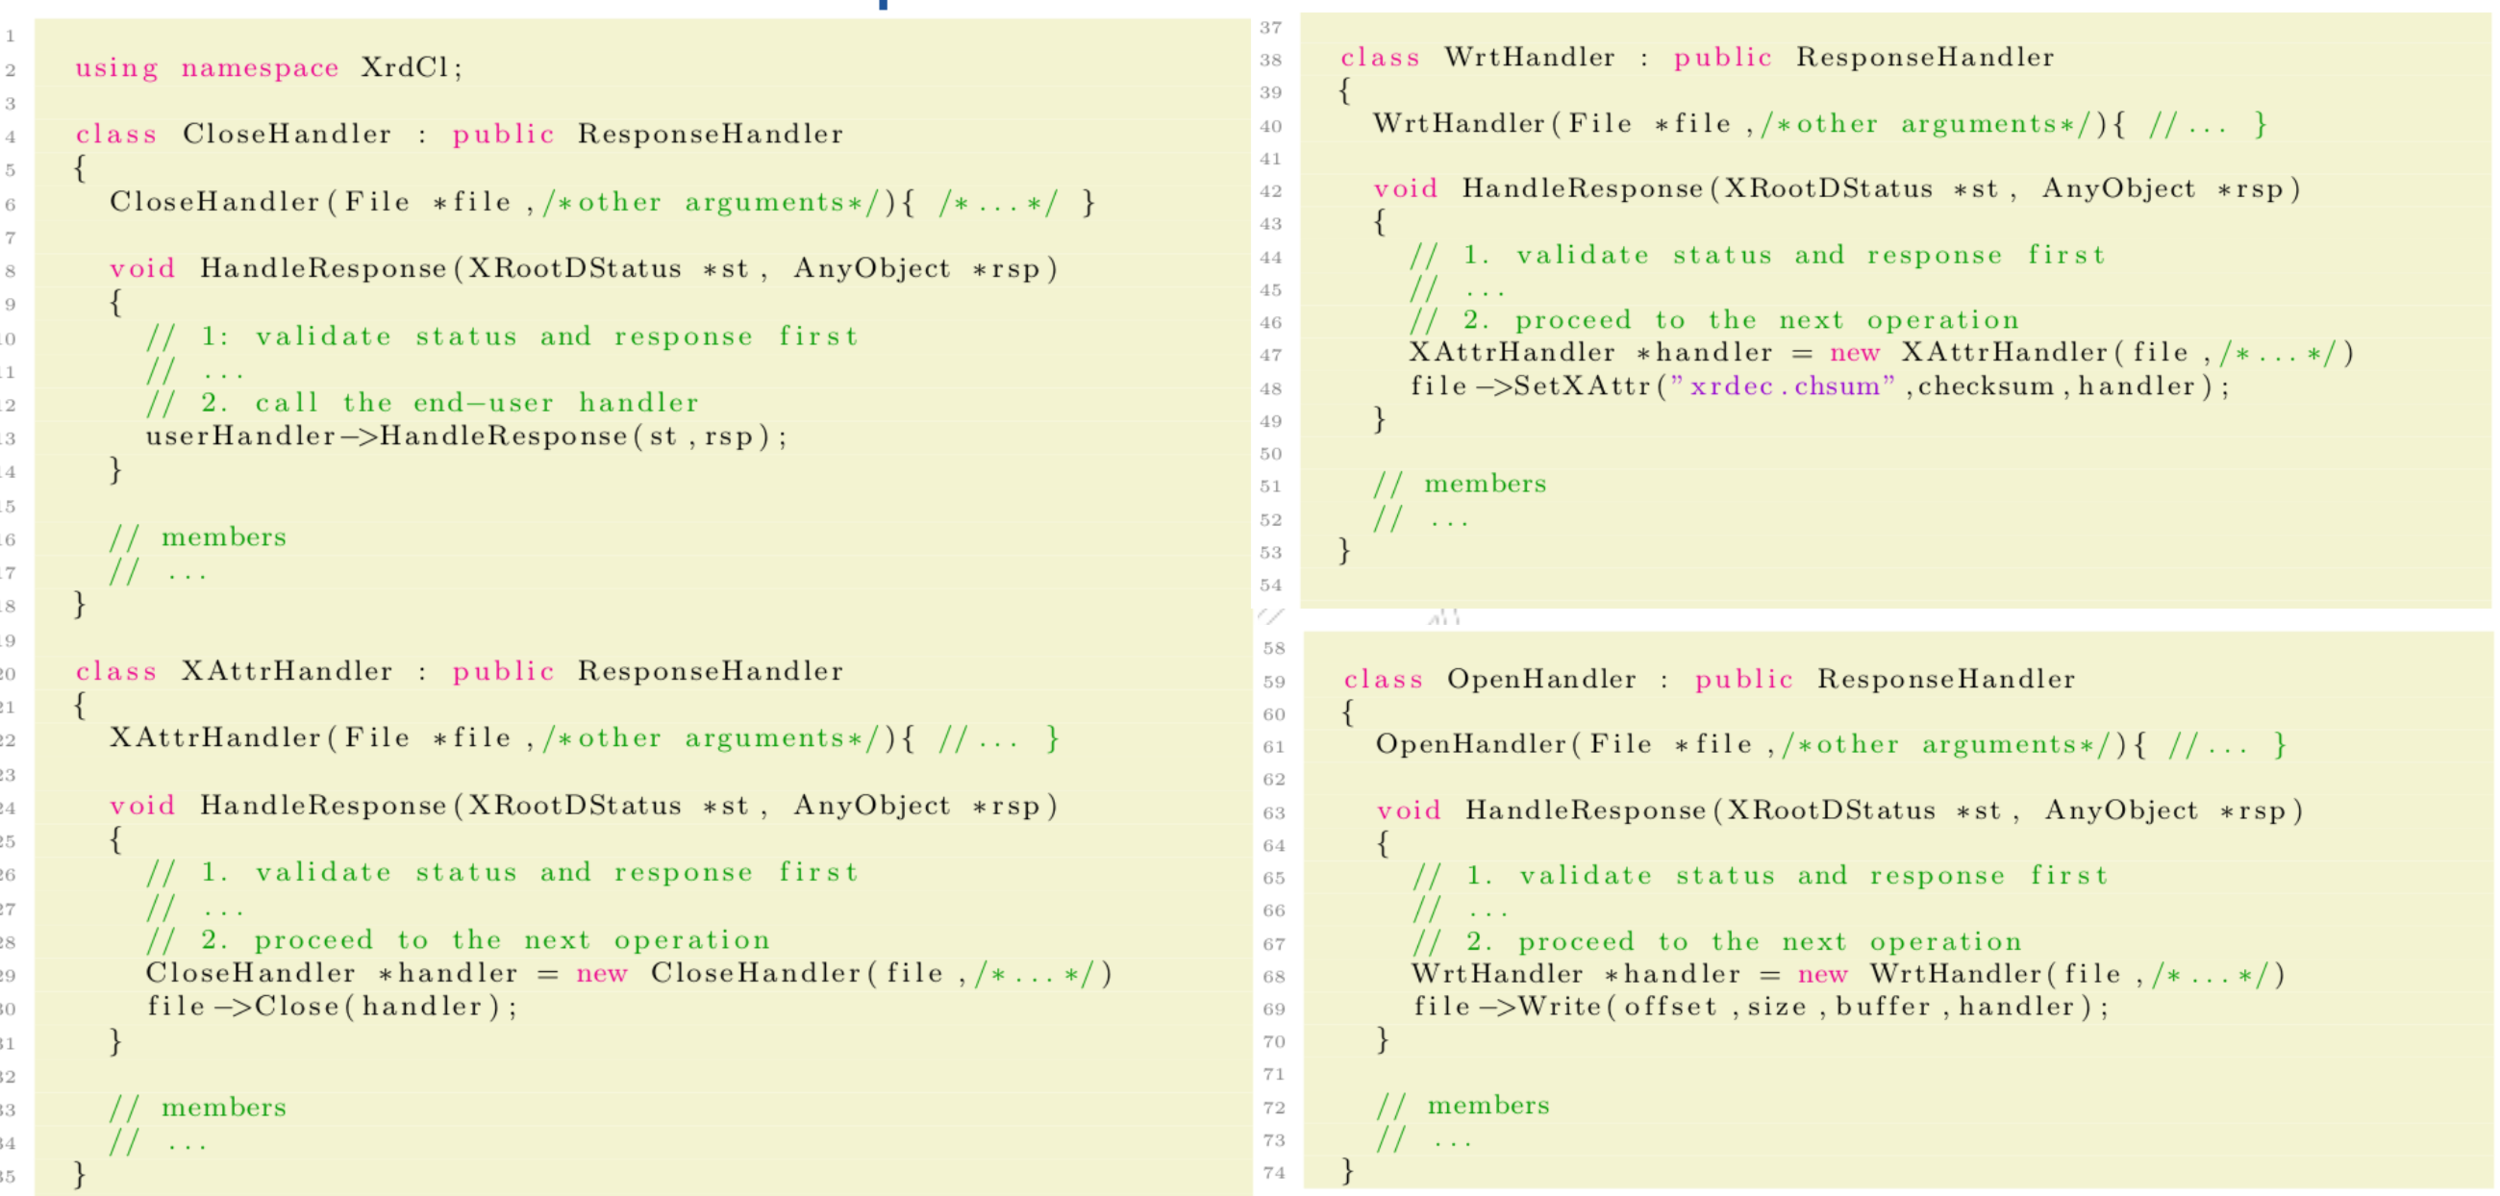 1
2 using namespace XrdCl;
3
4 class CloseHandler : public ResponseHandler
5 {
6 CloseHandler(File *file,/*other arguments*/){ /*...*/ }
7
8 void HandleResponse(XRootDStatus *st, AnyObject *rsp)
9 {
0 // 1: validate status and response first
1 // ...
2 // 2. call the end-user handler
3 userHandler->HandleResponse(st,rsp);
4 }
5
6 // members
7 // ...
8 }
9
20 class XAttrHandler : public ResponseHandler
21 {
22 XAttrHandler(File *file,/*other arguments*/){ //... }
23
24 void HandleResponse(XRootDStatus *st, AnyObject *rsp)
25 {
26 // 1. validate status and response first
27 // ...
28 // 2. proceed to the next operation
29 CloseHandler *handler = new CloseHandler(file,/*...*/)
30 file->Close(handler);
31 }
32
33 // members
34 // ...
35 }
37
38 class WrtHandler : public ResponseHandler
39 {
40 WrtHandler(File *file,/*other arguments*/){ //... }
41
42 void HandleResponse(XRootDStatus *st, AnyObject *rsp)
43 {
44 // 1. validate status and response first
45 // ...
46 // 2. proceed to the next operation
47 XAttrHandler *handler = new XAttrHandler(file,/*...*/)
48 file->SetXAttr("xrdec.chsum",checksum,handler);
49 }
50
51 // members
52 // ...
53 }
54
58
59 class OpenHandler : public ResponseHandler
60 {
61 OpenHandler(File *file,/*other arguments*/){ //... }
62
63 void HandleResponse(XRootDStatus *st, AnyObject *rsp)
64 {
65 // 1. validate status and response first
66 // ...
67 // 2. proceed to the next operation
68 WrtHandler *handler = new WrtHandler(file,/*...*/)
69 file->Write(offset,size,buffer,handler);
70 }
71
72 // members
73 // ...
74 }